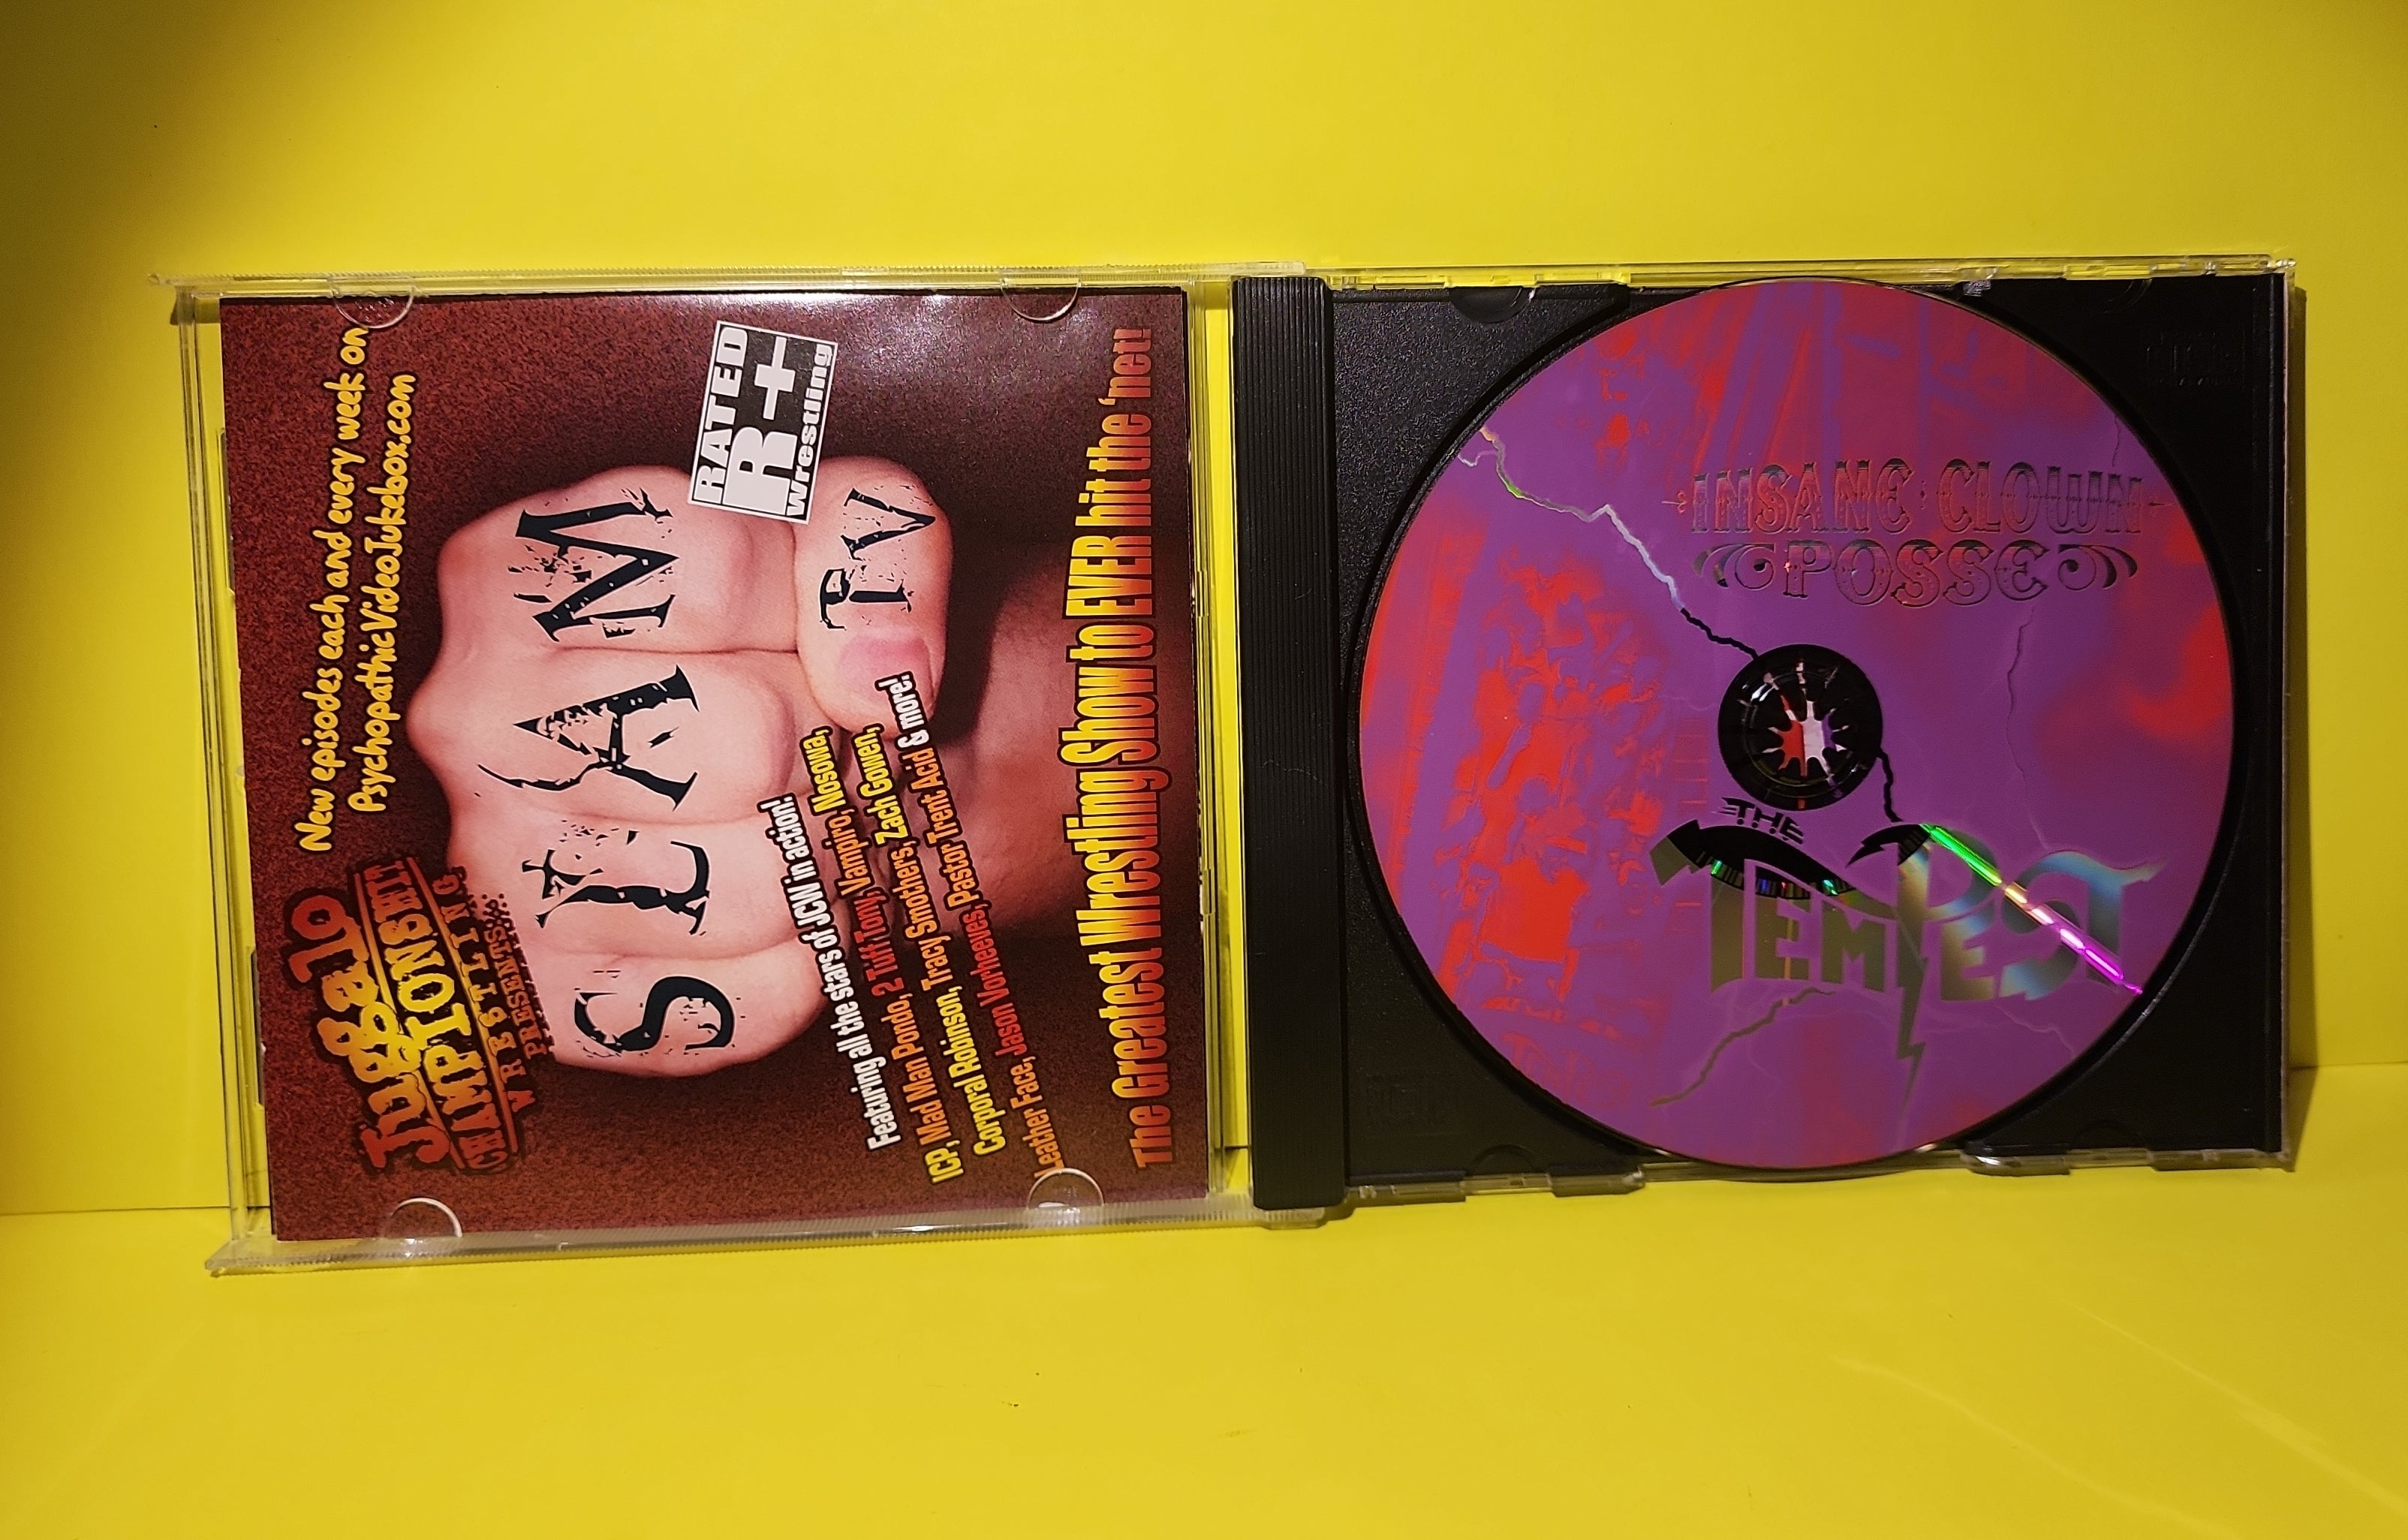 New episodes each and every week on
PsychopathicVideoJukebox.com
Juggalo
CHAMPIONSHIT
WRESTLING
PRESENTS...
SLAM
TV
RATED
R+
Wrestling
Featuring all the stars of JCW in action!
ICP, Mad Man Pondo, 2 Tuff Tony, Vampiro, Nosowa,
Corporal Robinson, Tracy Smothers, Zach Gowen,
Leather Face, Jason Vorheeves, Pastor Trent Acid & more!
The Greatest Wrestling Show to EVER hit the 'net!
INSANE CLOWN
POSSE
THE
TEMPEST